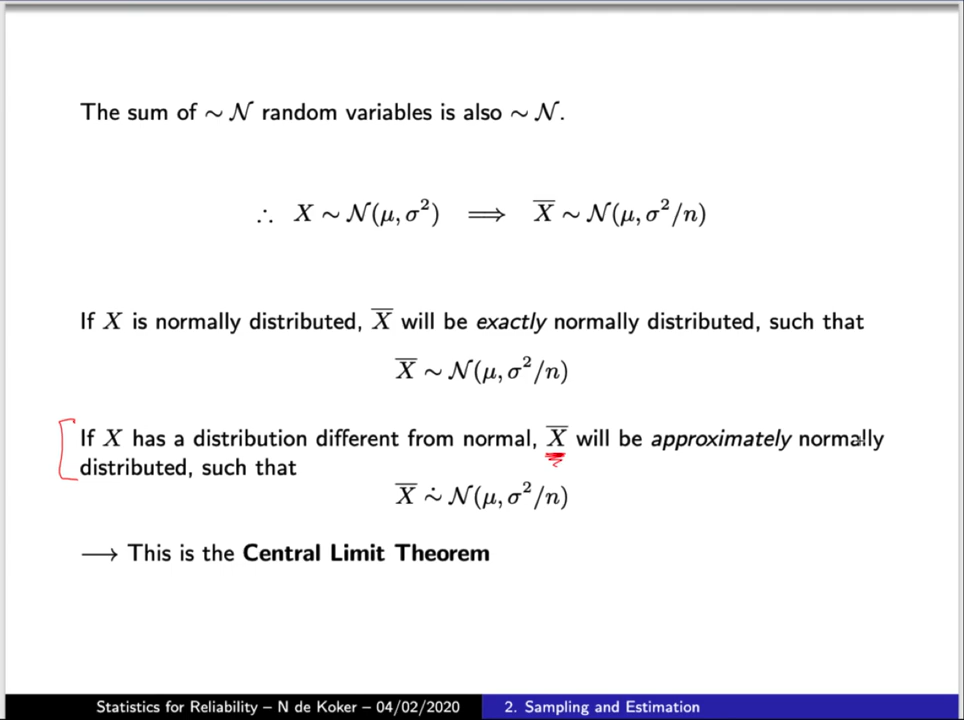 The sum of ∼ 𝒩 random variables is also ∼ 𝒩.
∴ X ∼ 𝒩(μ, σ²) ⟹ X̅ ∼ 𝒩(μ, σ²/n)
If X is normally distributed, X̅ will be exactly normally distributed, such that
X̅ ∼ 𝒩(μ, σ²/n)
If X has a distribution different from normal, X̅ will be approximately normally
distributed, such that
X̅ ∼̇ 𝒩(μ, σ²/n)
⟶ This is the Central Limit Theorem
Statistics for Reliability – N de Koker – 04/02/2020 2. Sampling and Estimation